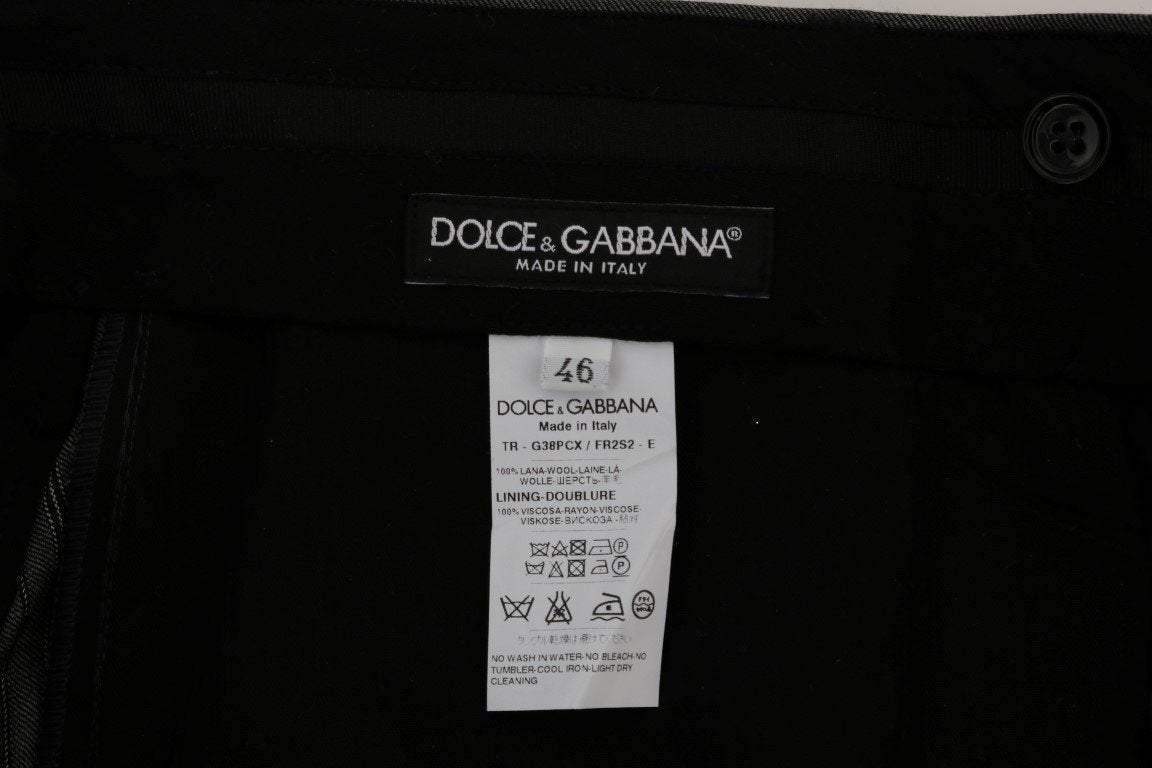 DOLCE & GABBANA®
MADE IN ITALY
46
DOLCE & GABBANA
Made in Italy
TR - G38PCX / FR2S2 - E
100% LANA-WOOL-LAINE-LA-
WOLLE-ШЕРСТЬ-羊毛
LINING-DOUBLURE
100% VISCOSA-RAYON-VISCOSE-
VISKOSE-ВИСКОЗА-
P
P
NO WASH IN WATER-NO BLEACH-NO
TUMBLER-COOL IRON-LIGHT DRY
CLEANING